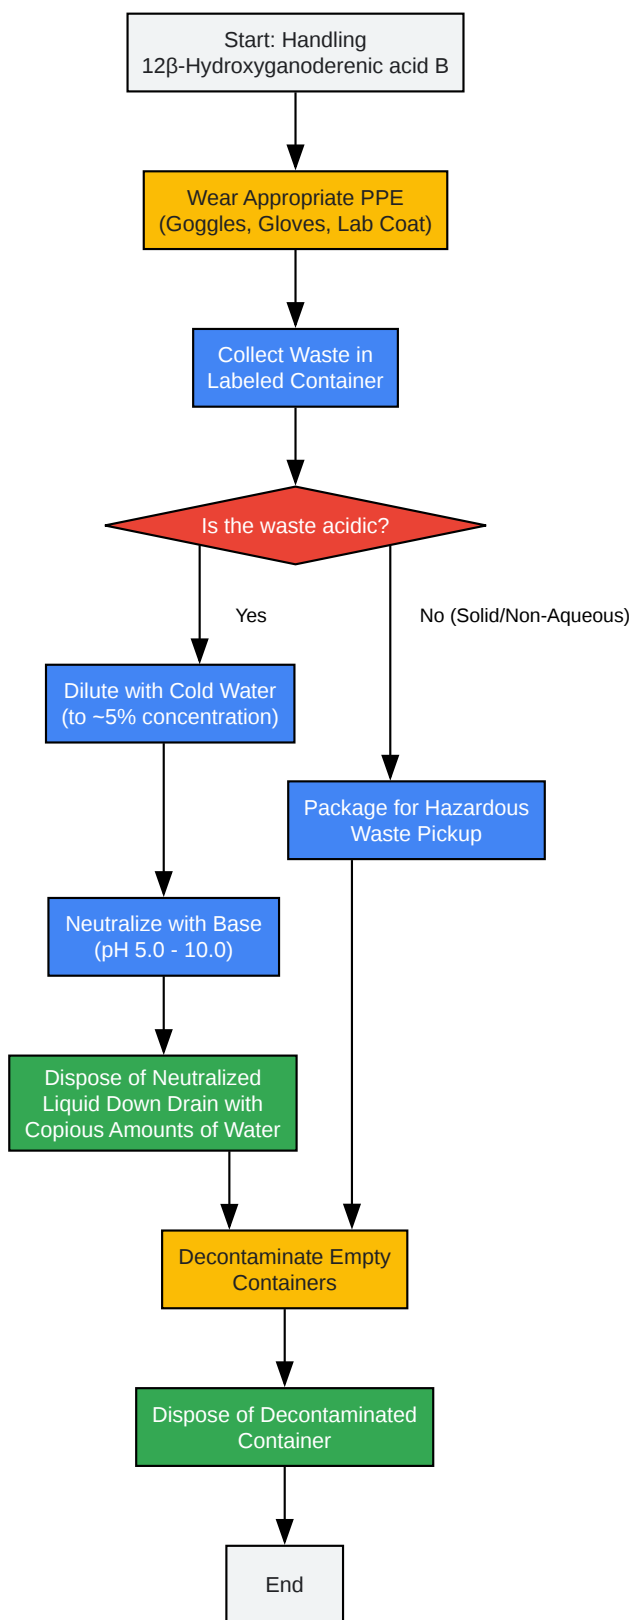 Start: Handling
12β-Hydroxyganoderenic acid B
Wear Appropriate PPE
(Goggles, Gloves, Lab Coat)
Collect Waste in
Labeled Container
Is the waste acidic?
Yes
No (Solid/Non-Aqueous)
Dilute with Cold Water
(to ~5% concentration)
Package for Hazardous
Waste Pickup
Neutralize with Base
(pH 5.0 - 10.0)
Dispose of Neutralized
Liquid Down Drain with
Copious Amounts of Water
Decontaminate Empty
Containers
Dispose of Decontaminated
Container
End